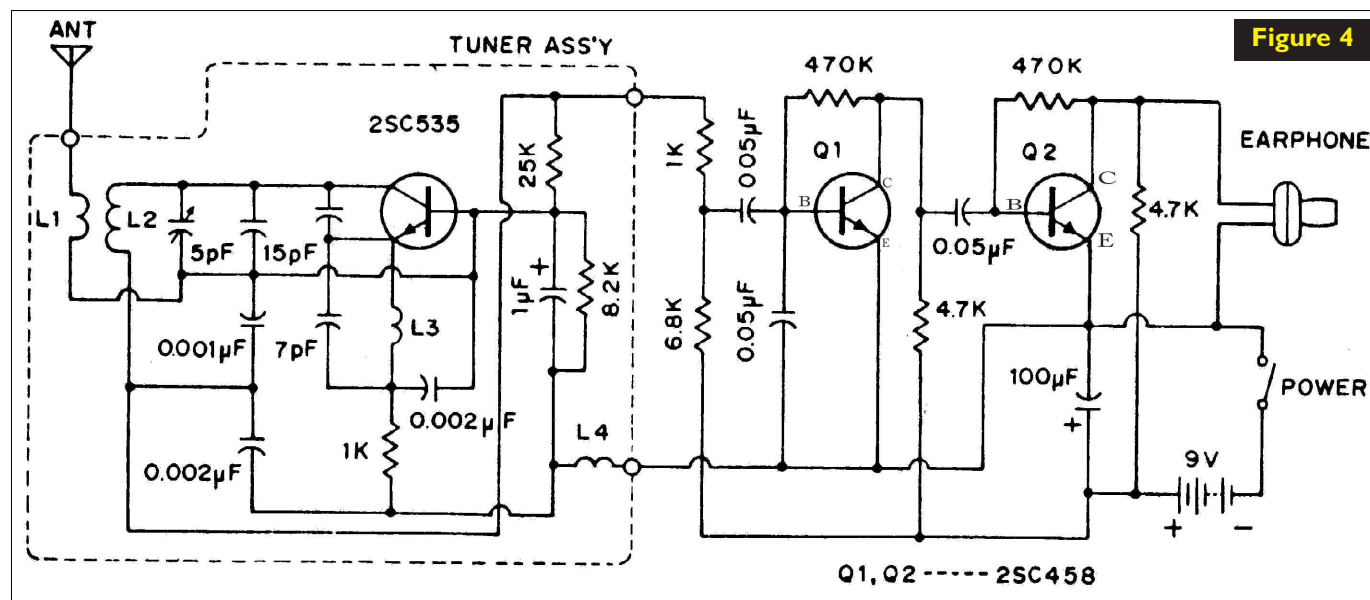 Figure 4
ANT
TUNER ASS'Y
470K
470K
2SC535
EARPHONE
25K
1K
0.05µF
Q1
Q2
C
C
B
B
L1
L2
4.7K
E
E
0.05µF
5pF
15pF
+
1µF
8.2K
L3
6.8K
0.05µF
4.7K
0.001µF
7pF
100µF
POWER
0.002µF
+
L4
1K
9V
0.002µF
+
-
Q1, Q2 ----- 2SC458